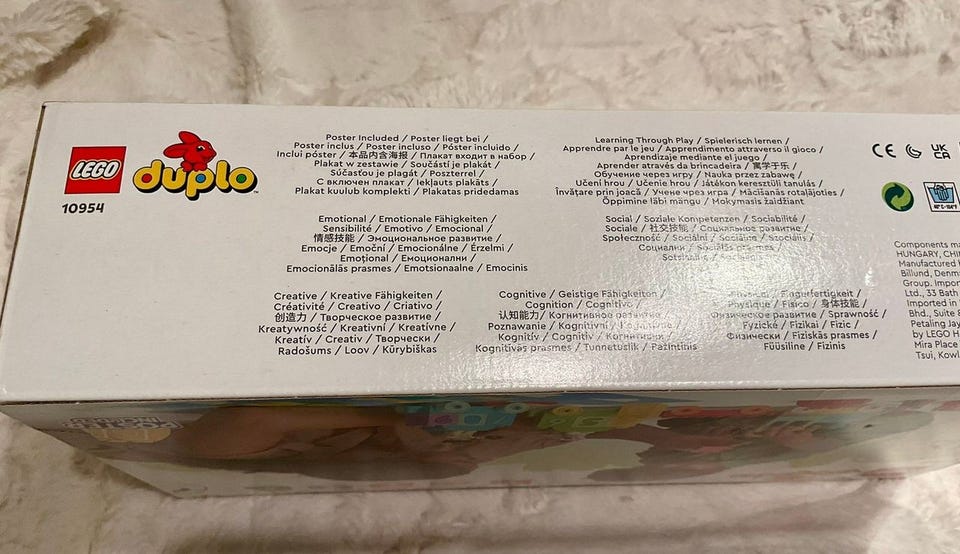 LEGO
duplo
10954
Poster Included / Poster liegt bei /
Poster inclus / Poster incluso / Póster incluido /
Inclui póster / 本品内含海报 / Плакат входит в набор /
Plakat w zestawie / Součástí je plakát /
Súčasťou je plagát / Poszterrel /
С включен плакат / Iekļauts plakāts /
Plakat kuulub komplekti / Plakatas pridedamas
Learning Through Play / Spielerisch lernen /
Apprendre par le jeu / Apprendimento attraverso il gioco /
Aprendizaje mediante el juego /
Aprender através da brincadeira / 寓学于乐 /
Обучение через игру / Nauka przez zabawę /
Učení hrou / Učenie hrou / Játékon keresztüli tanulás /
Învățare prin joacă / Учене чрез игра / Mācīšanās rotaļājoties /
Õppimine läbi mängu / Mokymasis žaidžiant
Emotional / Emotionale Fähigkeiten /
Sensibilité / Emotivo / Emocional /
情感技能 / Эмоциональное развитие /
Emocje / Emoční / Emocionálne / Érzelmi /
Emoțional / Емоционални /
Emocionālās prasmes / Emotsionaalne / Emocinis
Social / Soziale Kompetenzen / Sociabilité /
Sociale / 社交技能 / Социальное развитие /
Społeczność / Sociální / Sociálne / Szociális /
Социални / Sociālās prasmes /
Creative / Kreative Fähigkeiten /
Créativité / Creativo / Criativo /
创造力 / Творческое развитие /
Kreatywność / Kreativní / Kreatívne /
Kreatív / Creativ / Творчески /
Radošums / Loov / Kūrybiškas
Cognitive / Geistige Fähigkeiten /
Cognition / Cognitivo /
认知能力 / Когнитивное развитие /
Poznawanie / Kognitivní / Kognitívne /
Kognitív / Cognitiv / Когнитивни /
Kognitīvās prasmes / Tunnetuslik / Pažintinis
Physical / Fingerfertigkeit /
Physique / Fisico / 身体技能 /
Физическое развитие / Sprawność /
Fyzické / Fizikai / Fizic /
Физически / Fiziskās prasmes /
Füüsiline / Fizinis
CE
UK
CA
40°C-104°F
Components ma
HUNGARY, CHI
Manufactured
Billund, Denm
Group. Impor
Ltd., 33 Bath
Imported in
Bhd., Suite
Petaling Jay
by LEGO H
Mira Place
Tsui, Kowl